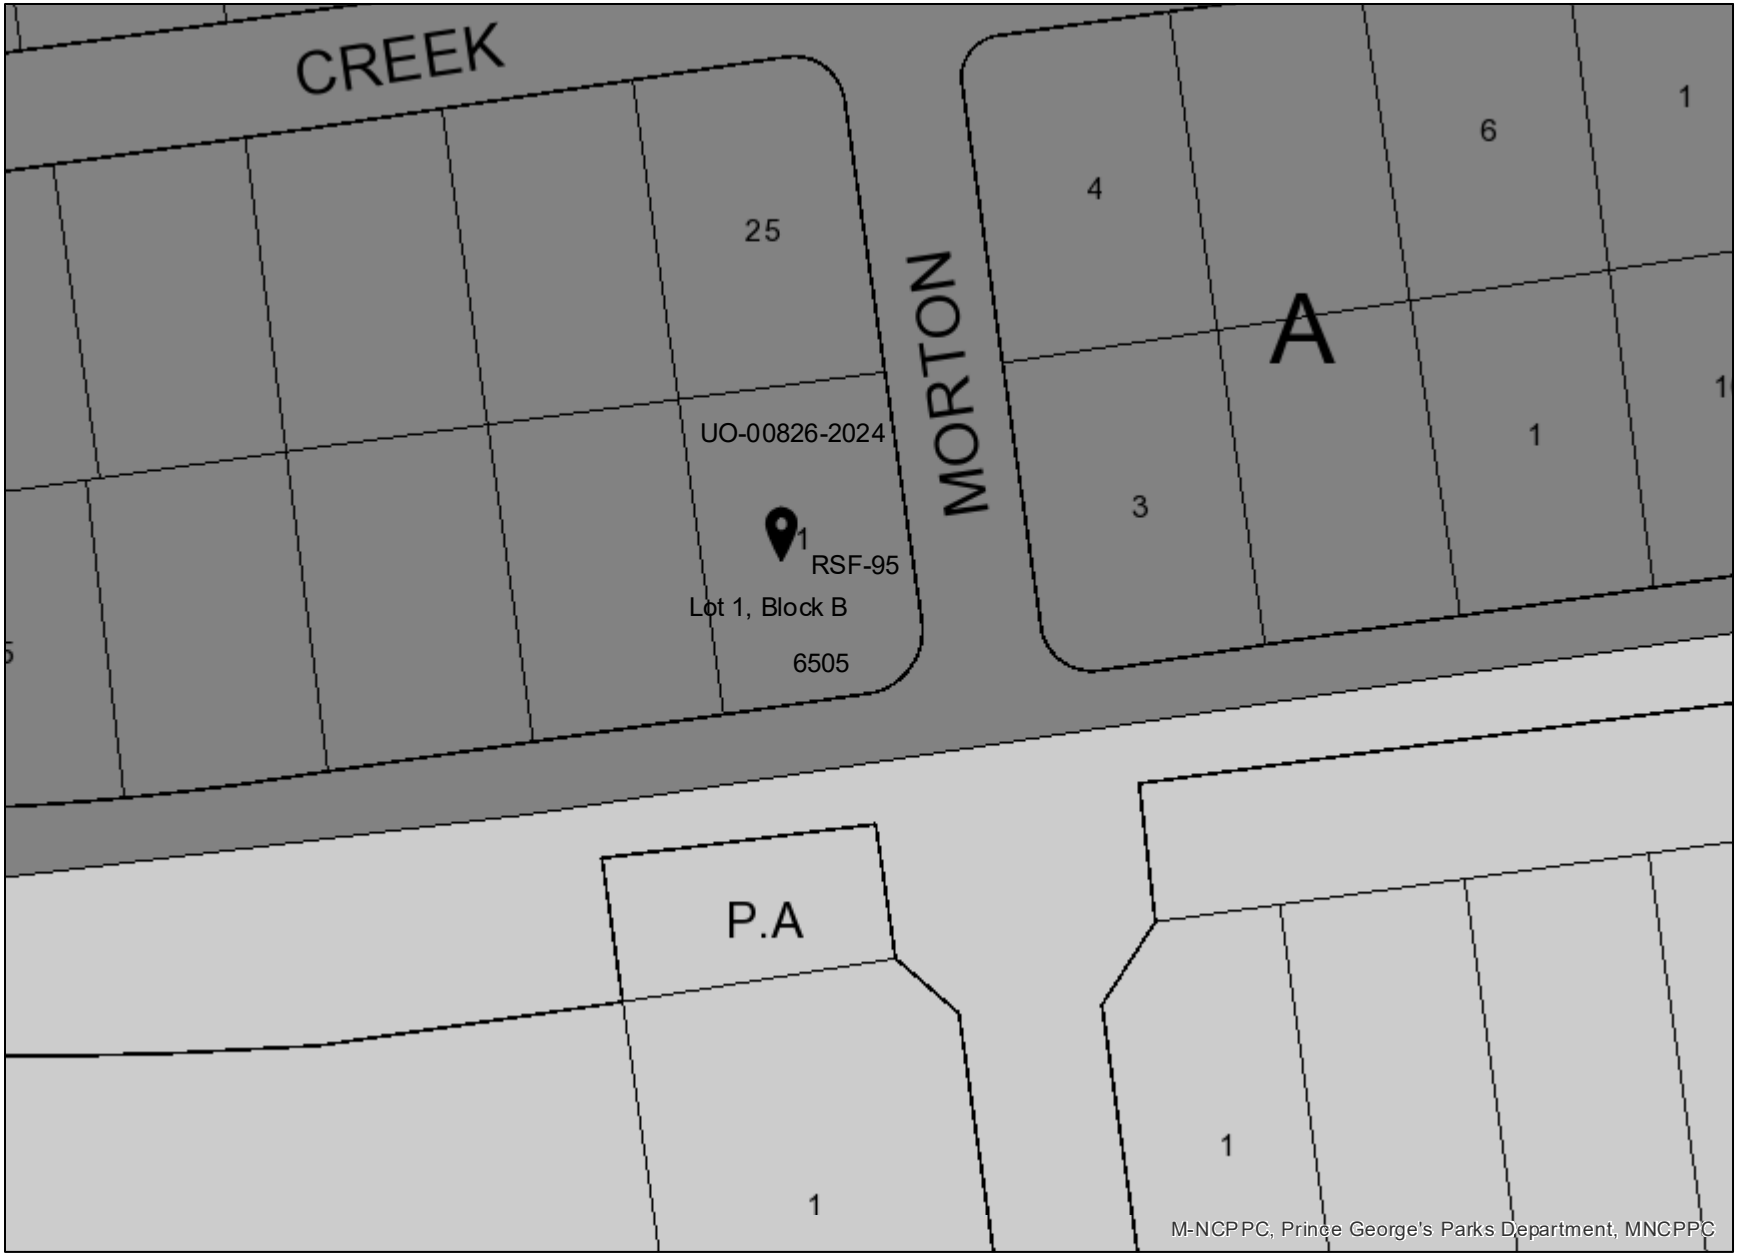 CREEK
1
6
4
25
MORTON
A
UO-00826-2024
1
3
1
RSF-95
Lot 1, Block B
6505
P.A
1
1
M-NCPPC, Prince George's Parks Department, MNCPPC